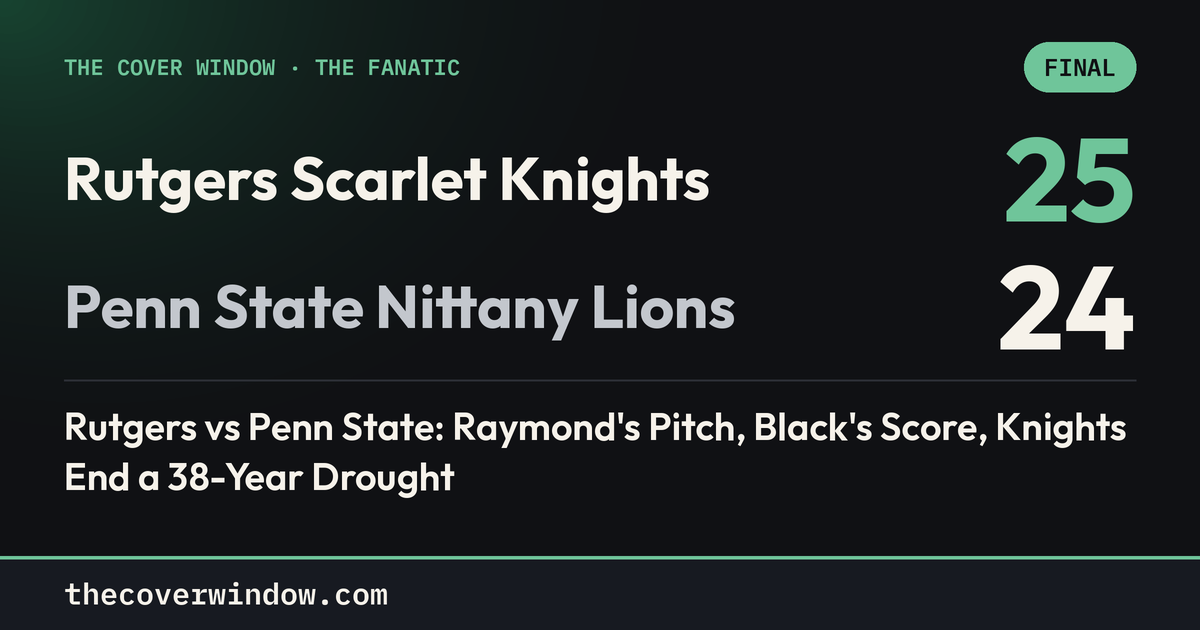 THE COVER WINDOW · THE FANATIC
FINAL
Rutgers Scarlet Knights
25
Penn State Nittany Lions
24
Rutgers vs Penn State: Raymond's Pitch, Black's Score, Knights
End a 38-Year Drought
thecoverwindow.com